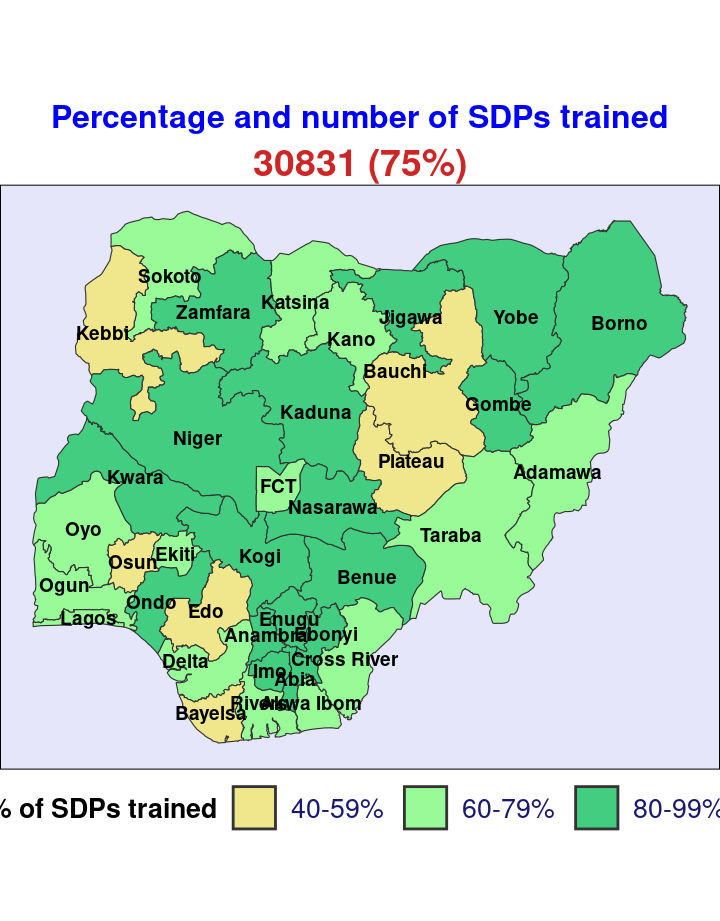 Percentage and number of SDPs trained
30831 (75%)
Sokoto
Katsina
Zamfara
Jigawa
Yobe
Borno
Kebbi
Kano
Bauchi
Gombe
Kaduna
Niger
Plateau
Adamawa
Kwara
FCT
Nasarawa
Oyo
Taraba
Osun
Ekiti
Kogi
Benue
Ogun
Ondo
Edo
Lagos
Enugu
Anambra
Ebonyi
Delta
Cross River
Imo
Abia
Rivers
Akwa Ibom
Bayelsa
% of SDPs trained 40-59% 60-79% 80-99%